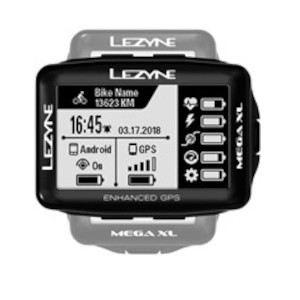 LEZYNE
LEZYNE
Bike Name
13623 KM
16:45
03.17.2018
Android
GPS
On
LEZYNE
MEGA XL
ENHANCED GPS
MEGA XL